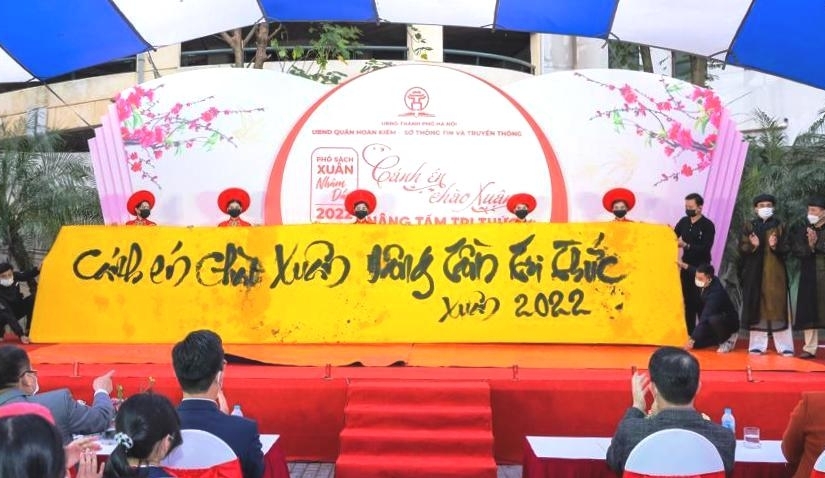 UBND THÀNH PHỐ HÀ NỘI
UBND QUẬN HOÀN KIẾM - SỞ THÔNG TIN VÀ TRUYỀN THÔNG
PHỐ SÁCH
XUÂN
Nhâm Dần
2022
Cánh én
chào Xuân
NÂNG TẦM TRI THỨC
Cánh én Chào Xuân Nâng Tầm Tri Thức
Xuân 2022